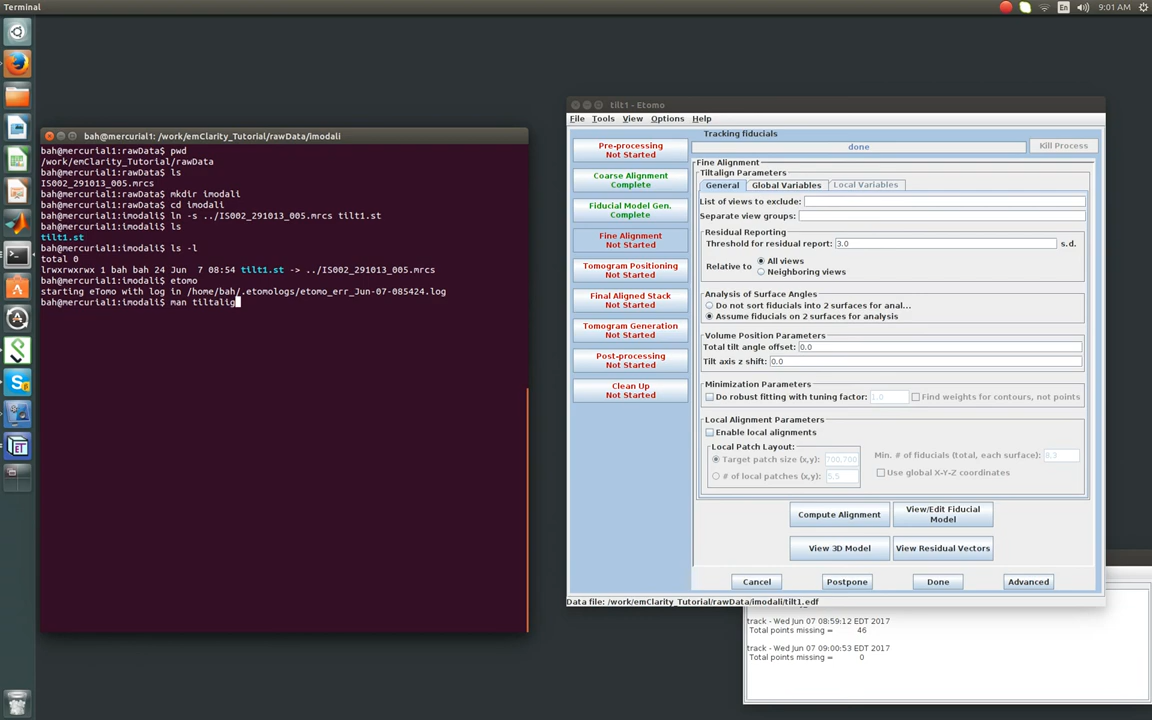 Terminal
En
9:01 AM
bah@mercurial1: /work/emClarity_Tutorial/rawData/imodali
bah@mercurial1:rawData$ pwd
/work/emClarity_Tutorial/rawData
bah@mercurial1:rawData$ ls
IS002_291013_005.mrcs
bah@mercurial1:rawData$ mkdir imodali
bah@mercurial1:rawData$ cd imodali
bah@mercurial1:imodali$ ln -s ../IS002_291013_005.mrcs tilt1.st
bah@mercurial1:imodali$ ls
tilt1.st
bah@mercurial1:imodali$ ls -l
total 0
lrwxrwxrwx 1 bah bah 24 Jun  7 08:54 tilt1.st -> ../IS002_291013_005.mrcs
bah@mercurial1:imodali$ etomo
starting eTomo with log in /home/bah/.etomologs/etomo_err_Jun-07-085424.log
bah@mercurial1:imodali$ man tiltalig
tilt1 - Etomo
File Tools View Options Help
Pre-processing
Not Started
Coarse Alignment
Complete
Fiducial Model Gen.
Complete
Fine Alignment
Not Started
Tomogram Positioning
Not Started
Final Aligned Stack
Not Started
Tomogram Generation
Not Started
Post-processing
Not Started
Clean Up
Not Started
Tracking fiducials
done
Kill Process
Fine Alignment
Tiltalign Parameters
General Global Variables Local Variables
List of views to exclude:
Separate view groups:
Residual Reporting
Threshold for residual report: 3.0 s.d.
Relative to
All views
Neighboring views
Analysis of Surface Angles
Do not sort fiducials into 2 surfaces for anal...
Assume fiducials on 2 surfaces for analysis
Volume Position Parameters
Total tilt angle offset: 0.0
Tilt axis z shift: 0.0
Minimization Parameters
Do robust fitting with tuning factor: 1.0 Find weights for contours, not points
Local Alignment Parameters
Enable local alignments
Local Patch Layout:
Target patch size (x,y): 700,700
# of local patches (x,y): 5,5
Min. # of fiducials (total, each surface): 8,3
Use global X-Y-Z coordinates
Compute Alignment
View/Edit Fiducial
Model
View 3D Model
View Residual Vectors
Cancel Postpone Done Advanced
Data file: /work/emClarity_Tutorial/rawData/imodali/tilt1.edf
track - Wed Jun 07 08:59:12 EDT 2017
Total points missing = 46
track - Wed Jun 07 09:00:53 EDT 2017
Total points missing = 0